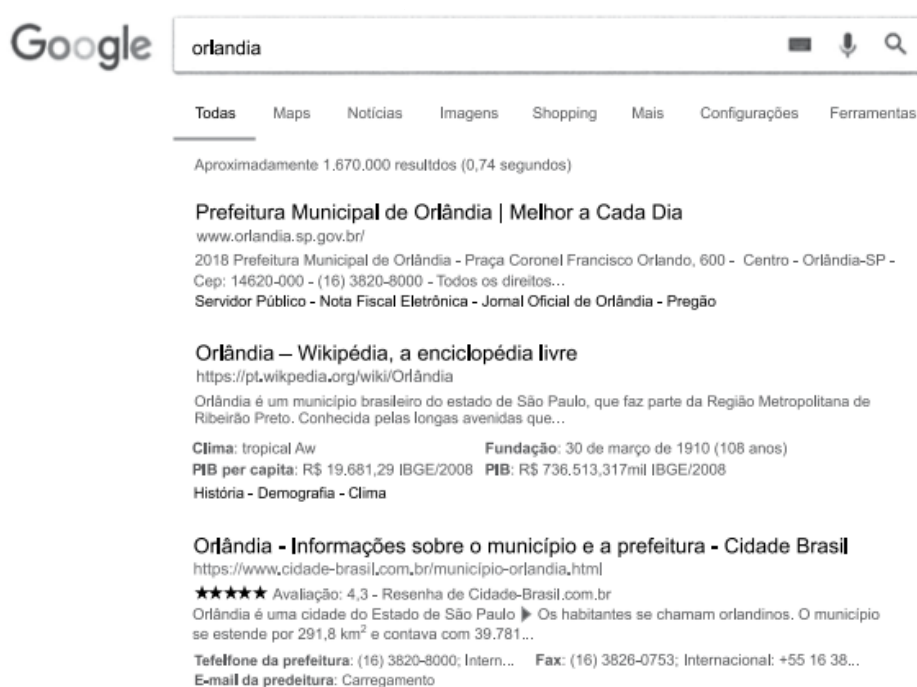 Google
orlandia
Todas Maps Notícias Imagens Shopping Mais Configurações Ferramentas
Aproximadamente 1.670.000 resultdos (0,74 segundos)
Prefeitura Municipal de Orlândia | Melhor a Cada Dia
www.orlandia.sp.gov.br/
2018 Prefeitura Municipal de Orlândia - Praça Coronel Francisco Orlando, 600 - Centro - Orlândia-SP -
Cep: 14620-000 - (16) 3820-8000 - Todos os direitos...
Servidor Público - Nota Fiscal Eletrônica - Jornal Oficial de Orlândia - Pregão
Orlândia – Wikipédia, a enciclopédia livre
https://pt.wikpedia.org/wiki/Orlândia
Orlândia é um município brasileiro do estado de São Paulo, que faz parte da Região Metropolitana de
Ribeirão Preto. Conhecida pelas longas avenidas que...
Clima: tropical Aw Fundação: 30 de março de 1910 (108 anos)
PIB per capita: R$ 19.681,29 IBGE/2008 PIB: R$ 736.513,317mil IBGE/2008
História - Demografia - Clima
Orlândia - Informações sobre o município e a prefeitura - Cidade Brasil
https://www.cidade-brasil.com.br/município-orlandia.html
★★★★★ Avaliação: 4,3 - Resenha de Cidade-Brasil.com.br
Orlândia é uma cidade do Estado de São Paulo ▶ Os habitantes se chamam orlandinos. O município
se estende por 291,8 km² e contava com 39.781...
Tefelfone da prefeitura: (16) 3820-8000; Intern... Fax: (16) 3826-0753; Internacional: +55 16 38...
E-mail da predeitura: Carregamento